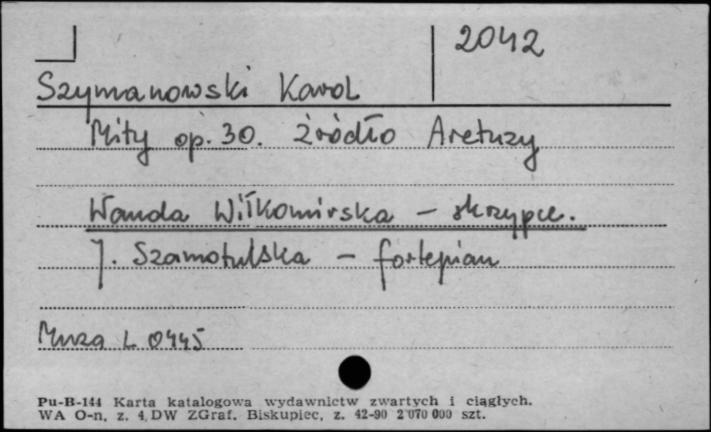 2042
Szymanowski Karol
Mity op. 30. Źródło Aretuzy
Wanda Wiłkomirska – skrzypce.
J. Szamotulska – fortepian
Muza L 0445
Pu-B-144 Karta katalogowa wydawnictw zwartych i ciągłych.
WA O-n, z. 4, DW ZGraf. Biskupiec, z. 42-90 2 070 000 szt.